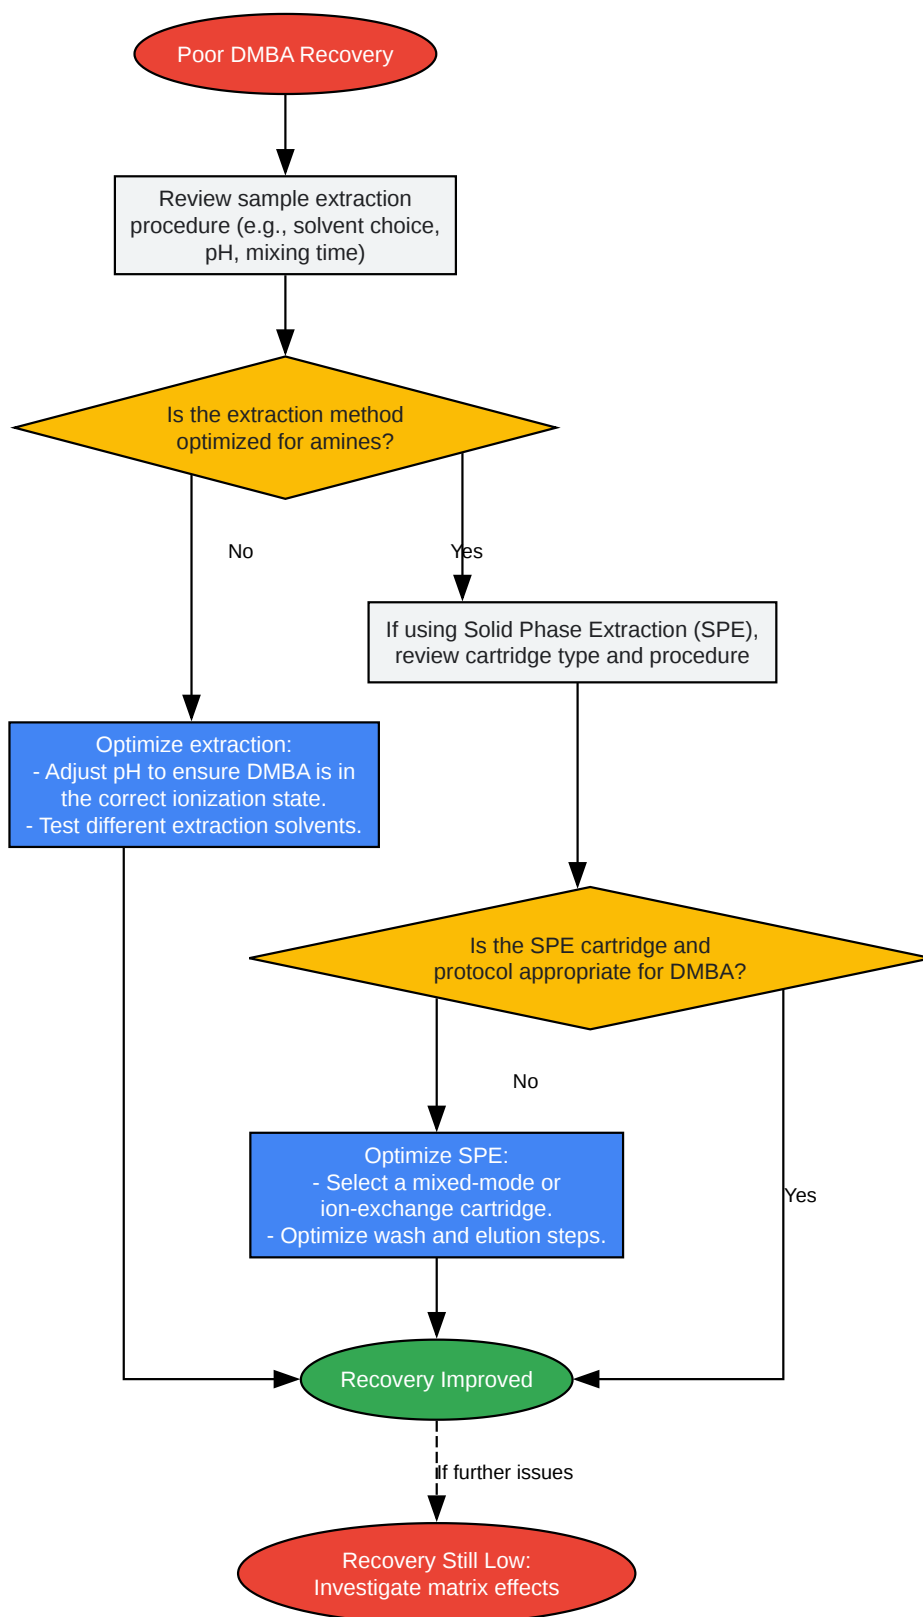 Poor DMBA Recovery
Review sample extraction
procedure (e.g., solvent choice,
pH, mixing time)
Is the extraction method
optimized for amines?
No
Yes
If using Solid Phase Extraction (SPE),
review cartridge type and procedure
Optimize extraction:
- Adjust pH to ensure DMBA is in
the correct ionization state.
- Test different extraction solvents.
Is the SPE cartridge and
protocol appropriate for DMBA?
No
Optimize SPE:
- Select a mixed-mode or
ion-exchange cartridge.
- Optimize wash and elution steps.
Yes
Recovery Improved
If further issues
Recovery Still Low:
Investigate matrix effects